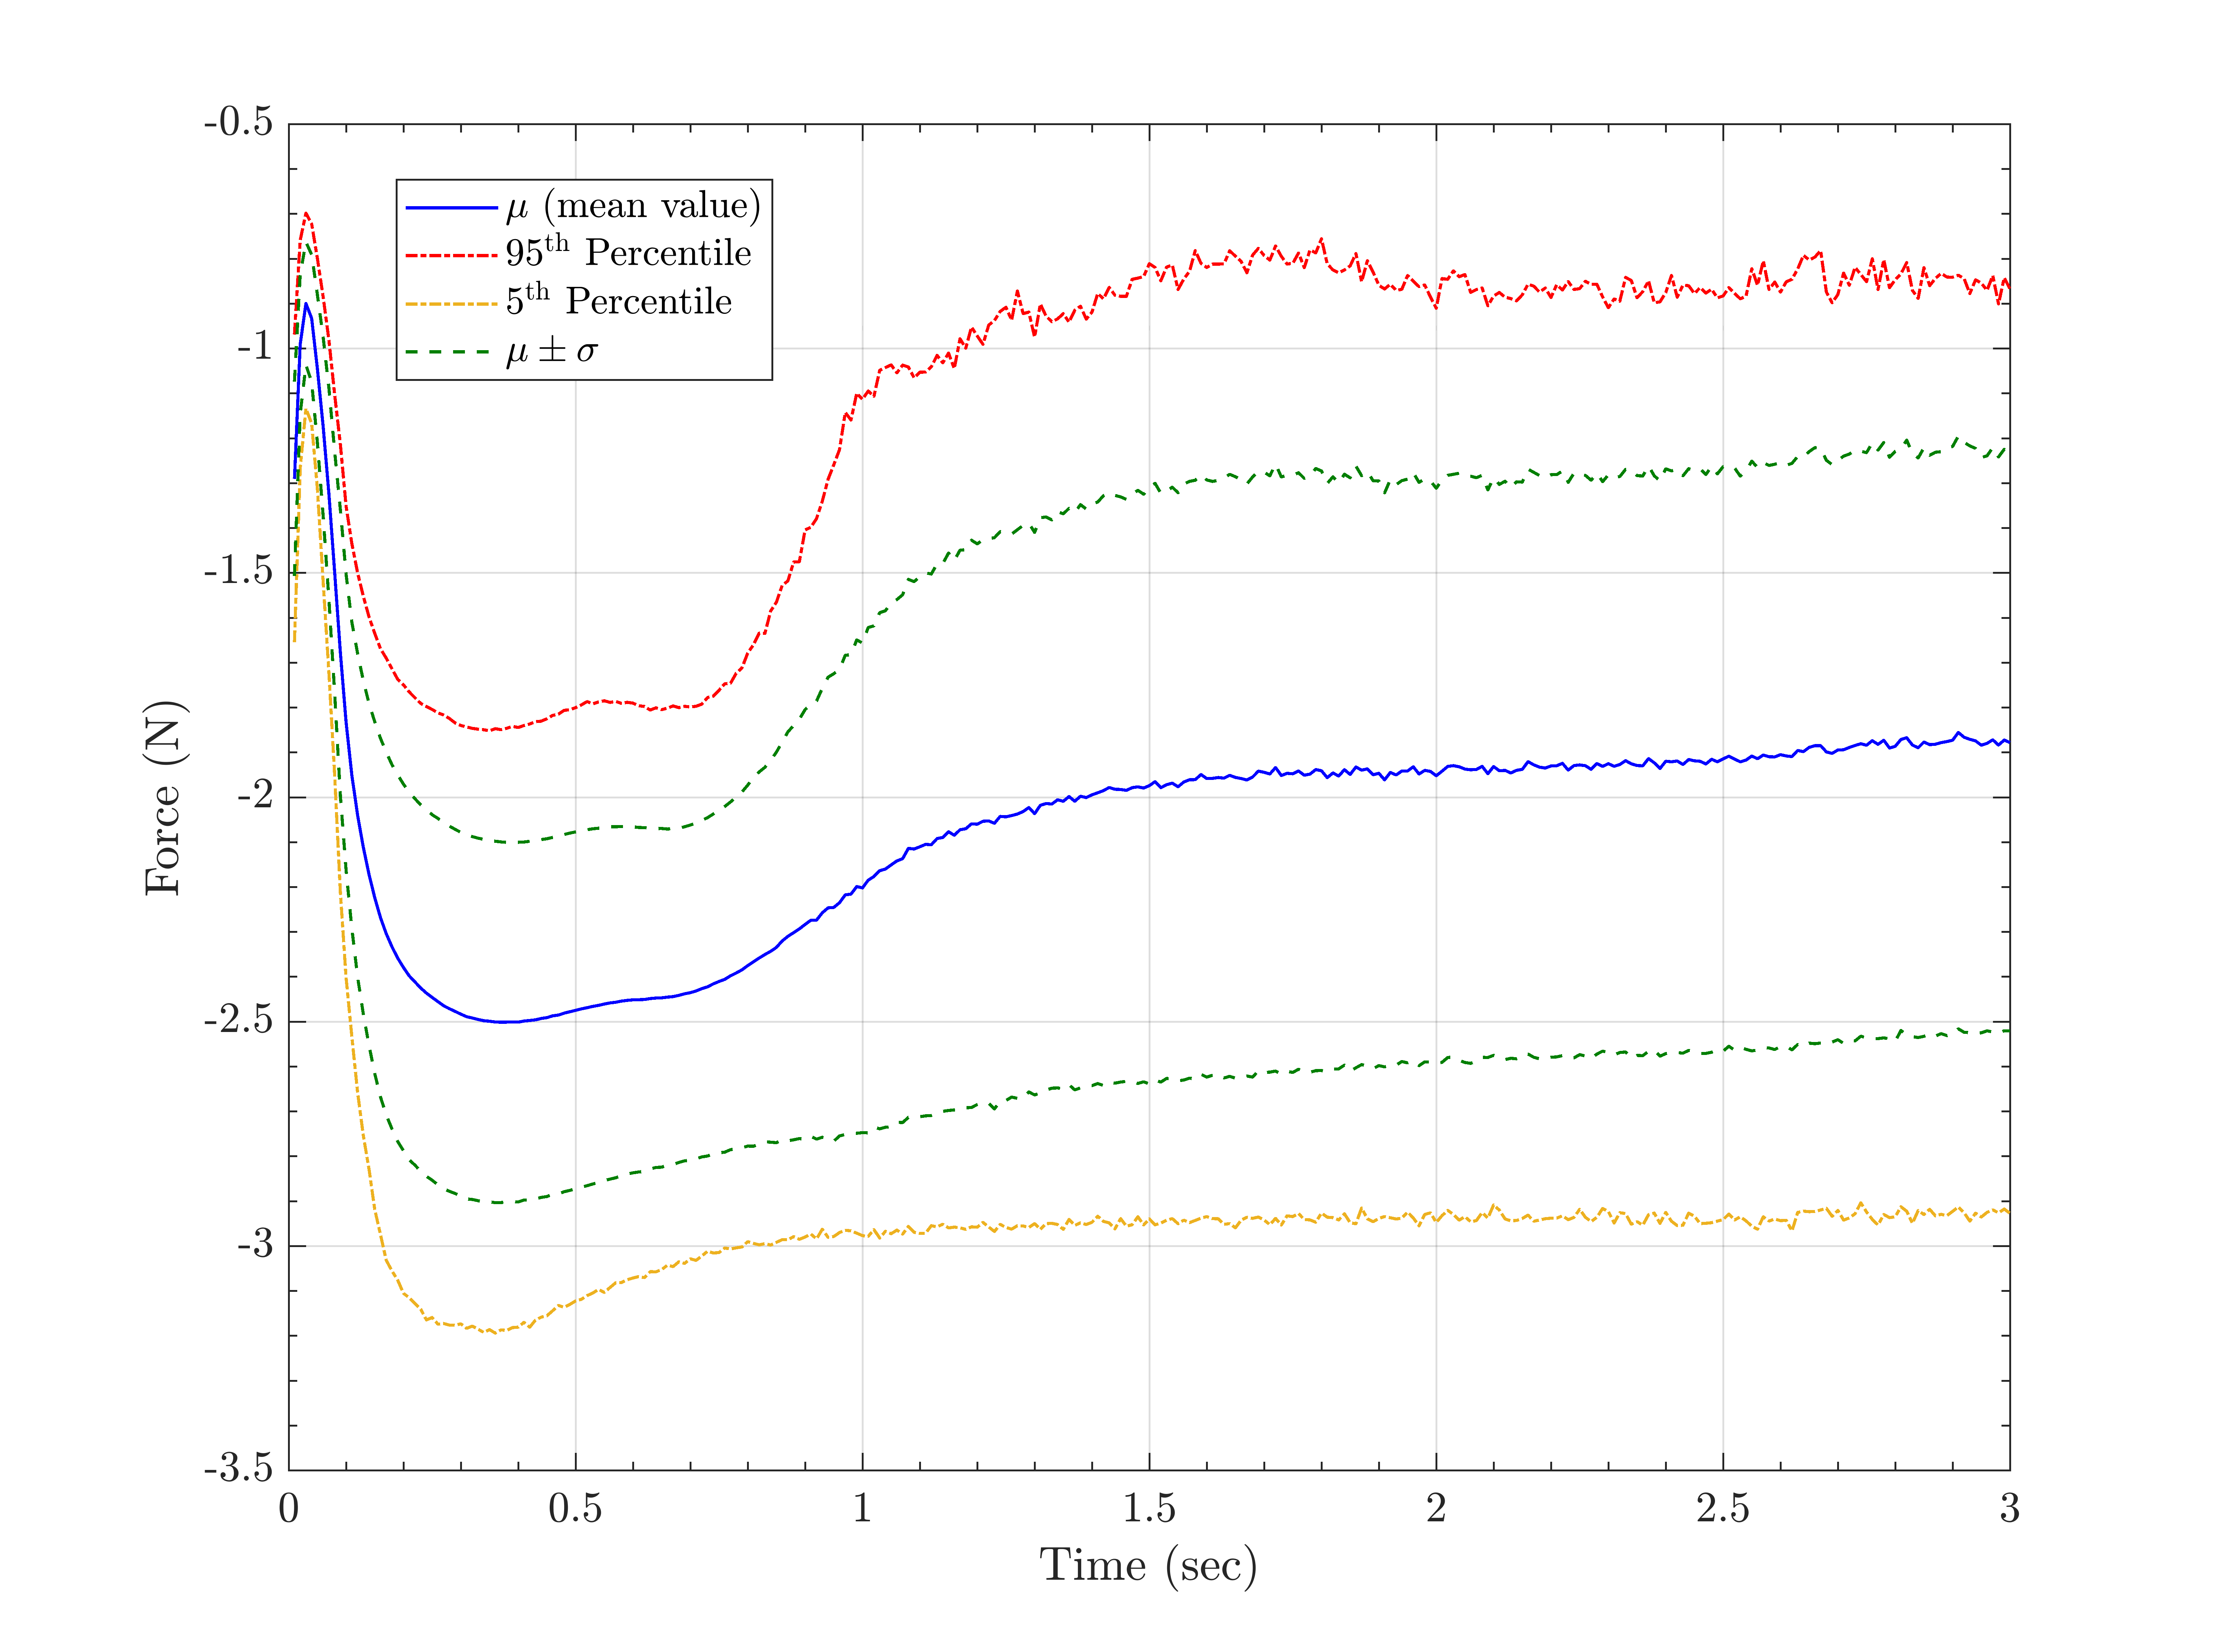 -0.5
-1
-1.5
-2
-2.5
-3
-3.5
Force (N)
μ (mean value)
95th Percentile
5th Percentile
μ ± σ
0 0.5 1 1.5 2 2.5 3
Time (sec)